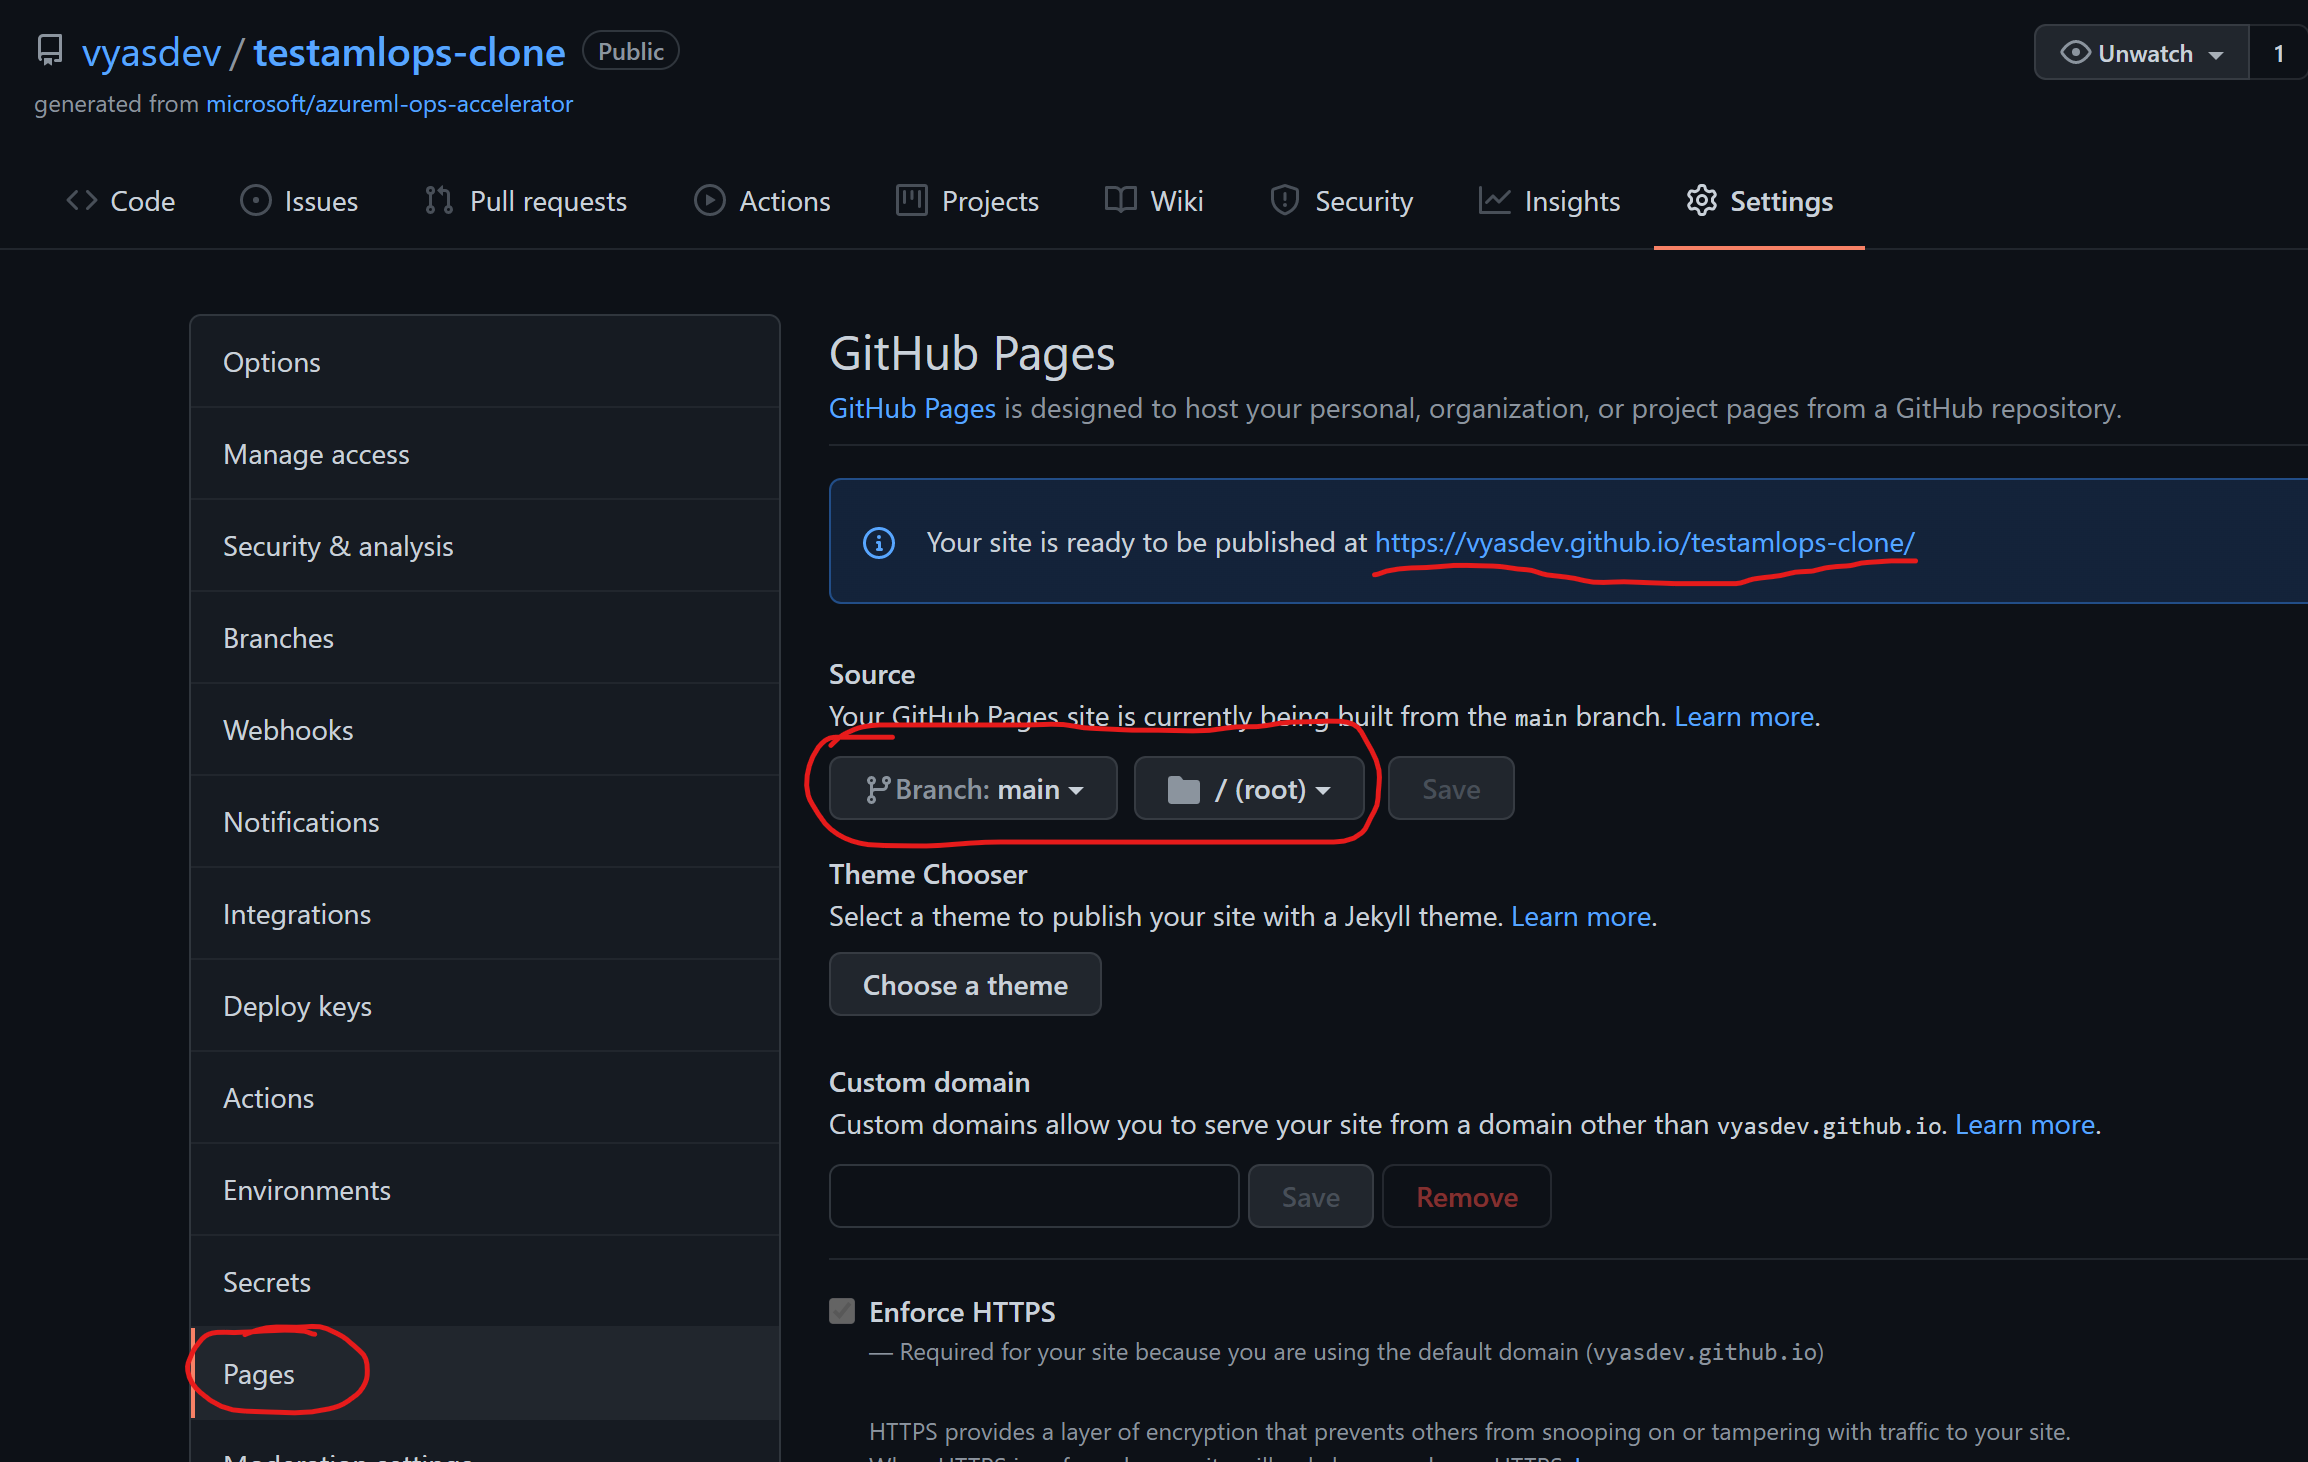 vyasdev / testamlops-clone Public
Unwatch 1
generated from microsoft/azureml-ops-accelerator
Code Issues Pull requests Actions Projects Wiki Security Insights Settings
Options
Manage access
Security & analysis
Branches
Webhooks
Notifications
Integrations
Deploy keys
Actions
Environments
Secrets
Pages
Moderation settings
GitHub Pages
GitHub Pages is designed to host your personal, organization, or project pages from a GitHub repository.
Your site is ready to be published at https://vyasdev.github.io/testamlops-clone/
Source
Your GitHub Pages site is currently being built from the main branch. Learn more.
Branch: main / (root) Save
Theme Chooser
Select a theme to publish your site with a Jekyll theme. Learn more.
Choose a theme
Custom domain
Custom domains allow you to serve your site from a domain other than vyasdev.github.io. Learn more.
Save Remove
Enforce HTTPS
— Required for your site because you are using the default domain (vyasdev.github.io)
HTTPS provides a layer of encryption that prevents others from snooping on or tampering with traffic to your site.